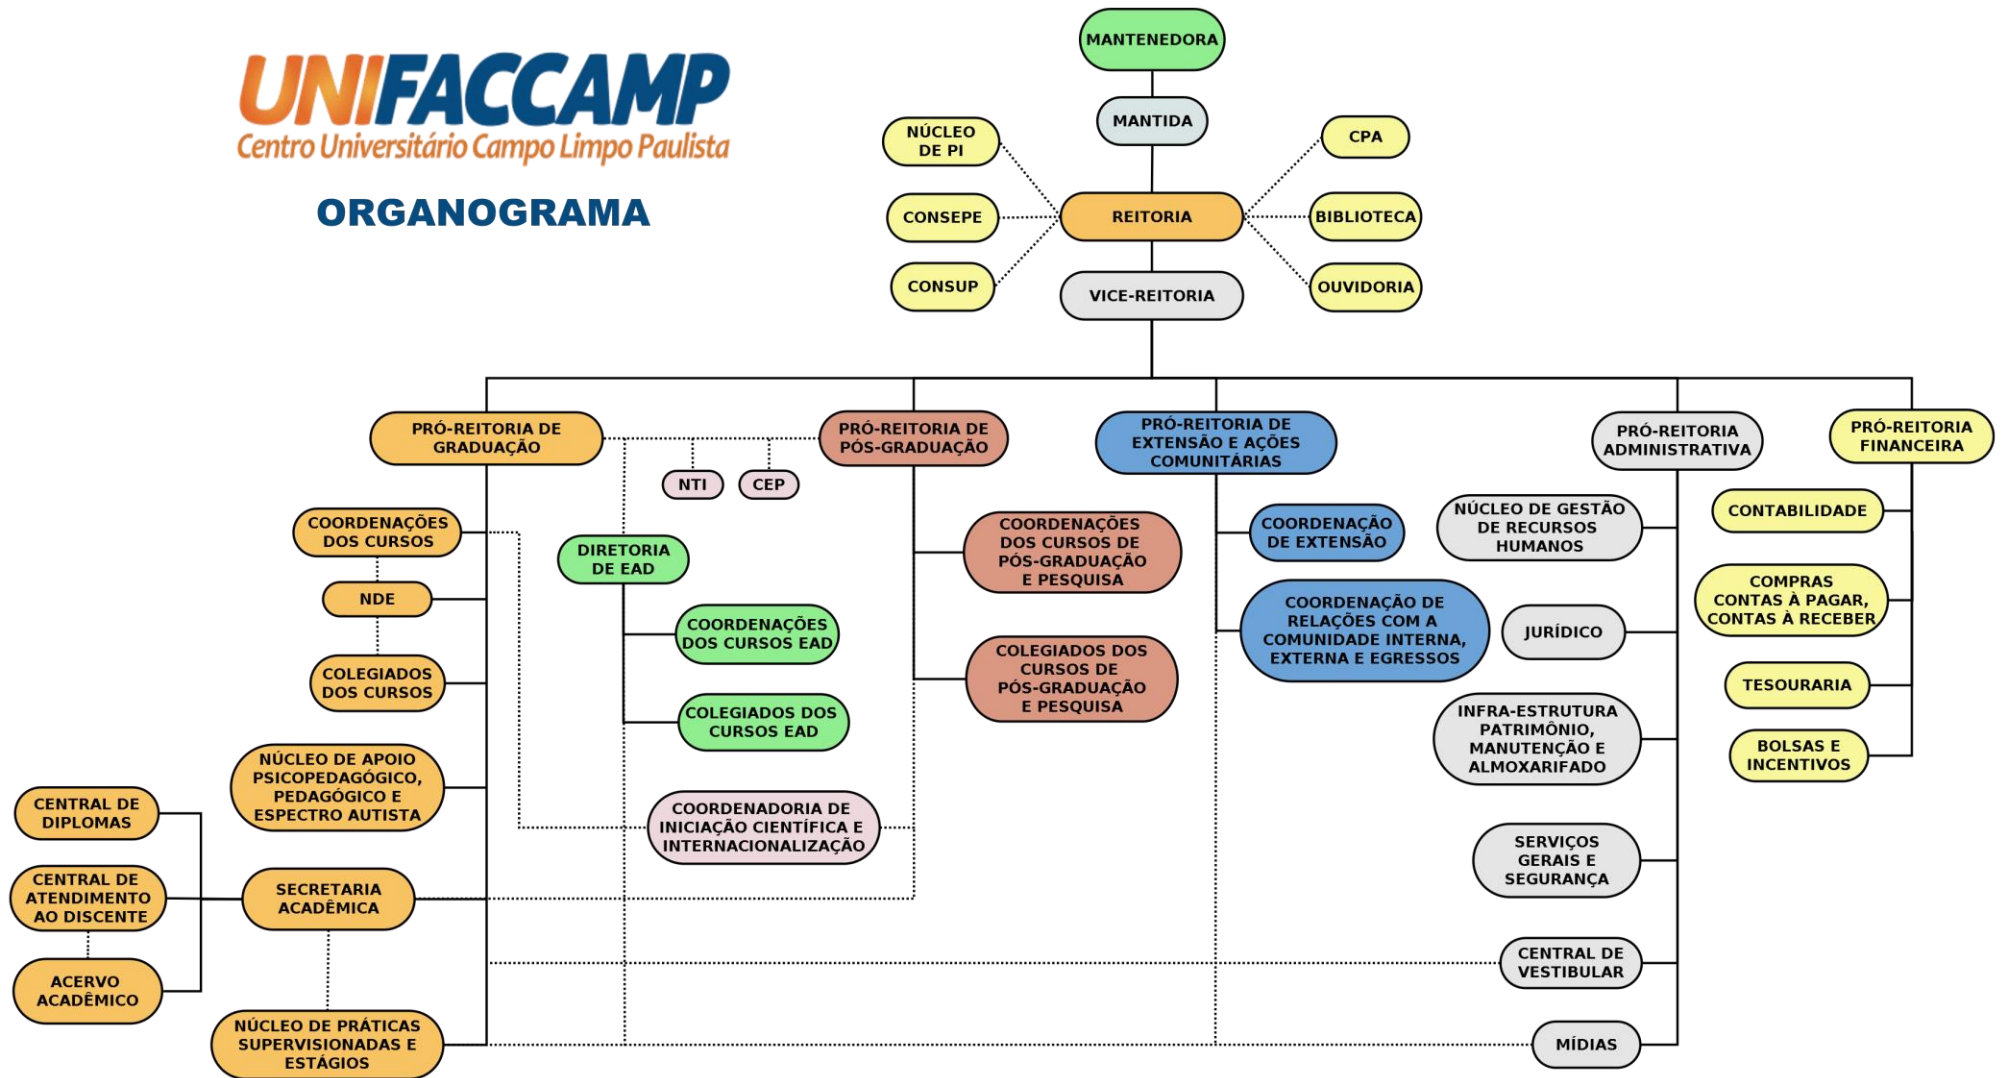 UNIFACCAMP
Centro Universitário Campo Limpo Paulista
ORGANOGRAMA
MANTENEDORA
MANTIDA
NÚCLEO
DE PI
CPA
CONSEPE
REITORIA
BIBLIOTECA
CONSUP
VICE-REITORIA
OUVIDORIA
PRÓ-REITORIA DE
GRADUAÇÃO
PRÓ-REITORIA DE
PÓS-GRADUAÇÃO
PRÓ-REITORIA DE
EXTENSÃO E AÇÕES
COMUNITÁRIAS
PRÓ-REITORIA
ADMINISTRATIVA
PRÓ-REITORIA
FINANCEIRA
NTI
CEP
COORDENAÇÕES
DOS CURSOS
NDE
COLEGIADOS
DOS CURSOS
NÚCLEO DE APOIO
PSICOPEDAGÓGICO,
PEDAGÓGICO E
ESPECTRO AUTISTA
CENTRAL DE
DIPLOMAS
CENTRAL DE
ATENDIMENTO
AO DISCENTE
ACERVO
ACADÊMICO
SECRETARIA
ACADÊMICA
NÚCLEO DE PRÁTICAS
SUPERVISIONADAS E
ESTÁGIOS
DIRETORIA
DE EAD
COORDENAÇÕES
DOS CURSOS EAD
COLEGIADOS DOS
CURSOS EAD
COORDENADORIA DE
INICIAÇÃO CIENTÍFICA E
INTERNACIONALIZAÇÃO
COORDENAÇÕES
DOS CURSOS DE
PÓS-GRADUAÇÃO
E PESQUISA
COLEGIADOS DOS
CURSOS DE
PÓS-GRADUAÇÃO
E PESQUISA
COORDENAÇÃO
DE EXTENSÃO
COORDENAÇÃO DE
RELAÇÕES COM A
COMUNIDADE INTERNA,
EXTERNA E EGRESSOS
NÚCLEO DE GESTÃO
DE RECURSOS
HUMANOS
JURÍDICO
INFRA-ESTRUTURA
PATRIMÔNIO,
MANUTENÇÃO E
ALMOXARIFADO
SERVIÇOS
GERAIS E
SEGURANÇA
CENTRAL DE
VESTIBULAR
MÍDIAS
CONTABILIDADE
COMPRAS
CONTAS À PAGAR,
CONTAS À RECEBER
TESOURARIA
BOLSAS E
INCENTIVOS